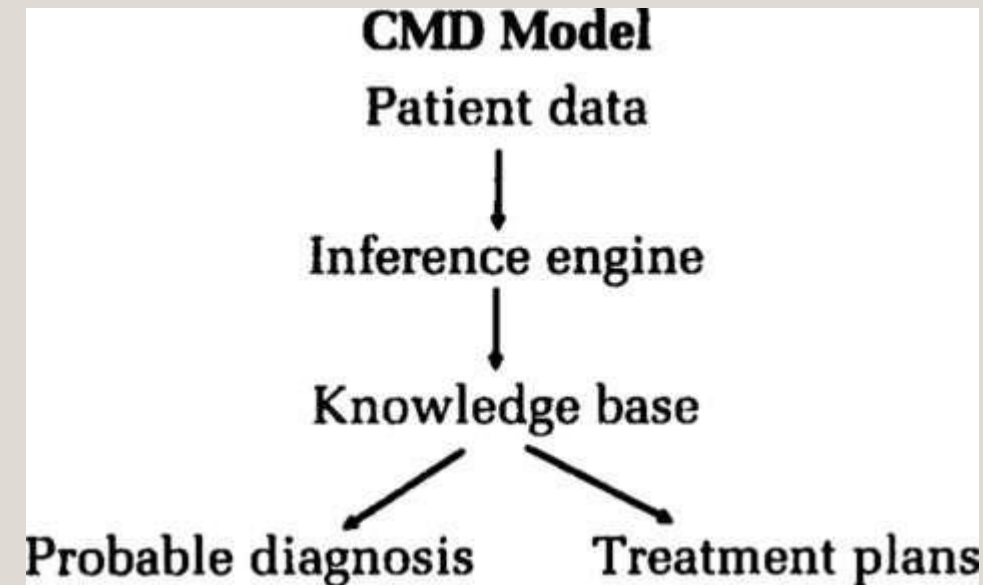 CMD Model
Patient data
Inference engine
Knowledge base
Probable diagnosis Treatment plans